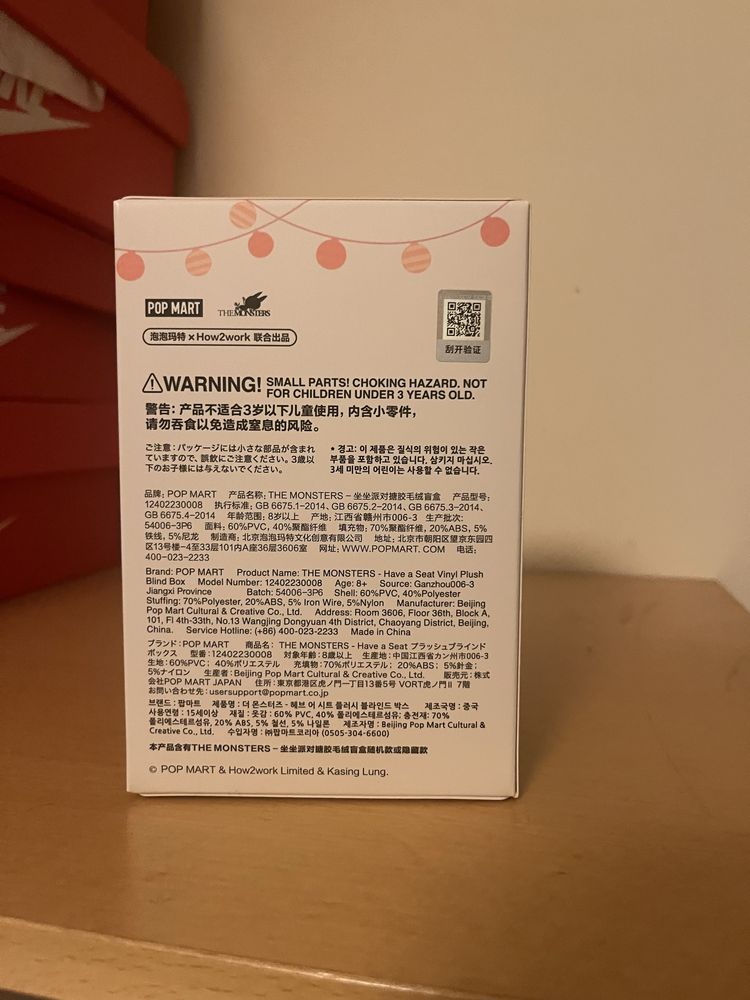 POP MART
THE MONSTERS
泡泡玛特 × How2work 联合出品
刮开验证
WARNING! SMALL PARTS! CHOKING HAZARD. NOT
FOR CHILDREN UNDER 3 YEARS OLD.
警告: 产品不适合3岁以下儿童使用，内含小零件，
请勿吞食以免造成窒息的风险。
ご注意：パッケージには小さな部品が含まれ
ていますので、誤飲にご注意ください。3歳以
下のお子様には与えないでください。
* 경고: 이 제품은 질식의 위험이 있는 작은
부품을 포함하고 있습니다. 삼키지 마십시오.
3세 미만의 어린이는 사용할 수 없습니다.
品牌: POP MART 产品名称: THE MONSTERS – 坐坐派对搪胶毛绒盲盒 产品型号:
12402230008 执行标准: GB 6675.1–2014、GB 6675.2–2014、GB 6675.3–2014、
GB 6675.4–2014 年龄范围: 8岁以上 产地: 江西省赣州市006-3 生产批次:
54006-3P6 面料: 60%PVC, 40%聚酯纤维 填充物: 70%聚酯纤维, 20%ABS, 5%
铁线, 5%尼龙 制造商: 北京泡泡玛特文化创意有限公司 地址: 北京市朝阳区望京东园四
区13号楼-4至33层101内A座36层3606室 网址: WWW.POPMART. COM 电话:
400-023-2233
Brand: POP MART Product Name: THE MONSTERS - Have a Seat Vinyl Plush
Blind Box Model Number: 12402230008 Age: 8+ Source: Ganzhou006-3
Jiangxi Province Batch: 54006-3P6 Shell: 60%PVC, 40%Polyester
Stuffing: 70%Polyester, 20%ABS, 5% Iron Wire, 5%Nylon Manufacturer: Beijing
Pop Mart Cultural & Creative Co., Ltd. Address: Room 3606, Floor 36th, Block A,
101, Fl 4th-33th, No.13 Wangjing Dongyuan 4th District, Chaoyang District, Beijing,
China. Service Hotline: (+86) 400-023-2233 Made in China
ブランド: POP MART 商品名： THE MONSTERS - Have a Seat プラッシュブラインド
ボックス 型番：12402230008 対象年齢：8歳以上 生産地：中国江西省カン州市006-3
生地：60%PVC； 40%ポリエステル 充填物：70%ポリエステル； 20%ABS； 5%針金；
5%ナイロン 生産者：Beijing Pop Mart Cultural & Creative Co., Ltd. 販売元：株式
会社POP MART JAPAN 住所：東京都港区虎ノ門一丁目13番5号 VORT虎ノ門Ⅱ 7階
お問い合わせ先：usersupport@popmart.co.jp
브랜드 : 팝마트 제품명 : 더 몬스터즈 - 헤브 어 시트 플러시 블라인드 박스 제조국명 : 중국
사용연령 : 15세이상 재질 : 옷감 : 60% PVC, 40% 폴리에스테르섬유; 충전재: 70%
폴리에스테르섬유, 20% ABS, 5% 철선, 5% 나일론 제조자 : Beijing Pop Mart Cultural &
Creative Co., Ltd. 수입자명 : ㈜팝마트코리아 (0505-304-6600)
本产品含有THE MONSTERS – 坐坐派对搪胶毛绒盲盒随机款或隐藏款
© POP MART & How2work Limited & Kasing Lung.